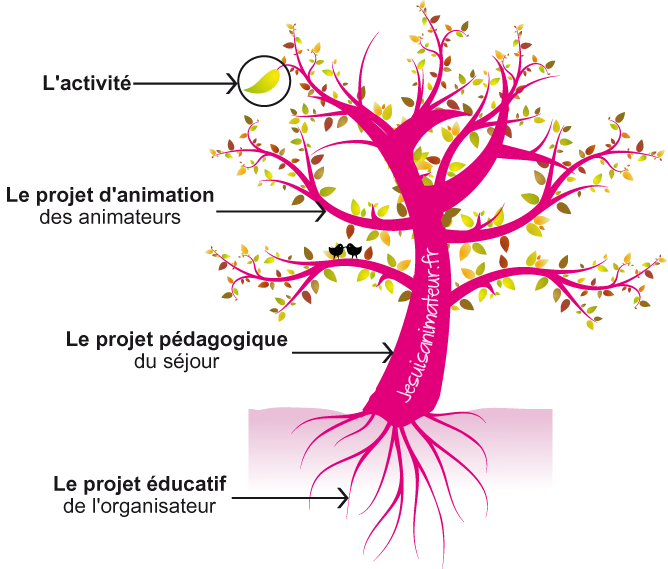 L'activité
Le projet d'animation
des animateurs
Jesuisanimateur.fr
Le projet pédagogique
du séjour
Le projet éducatif
de l'organisateur